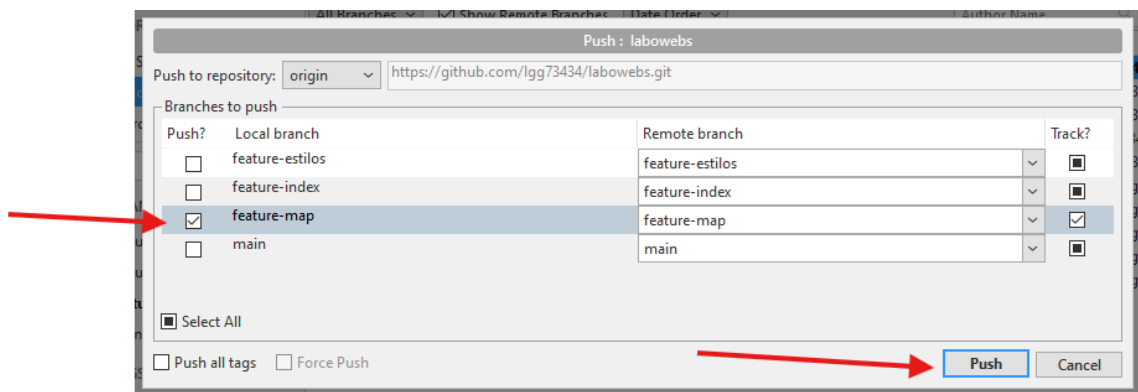 All Branches Show Remote Branches Date Order Author Name
Push : labowebs
Push to repository: origin https://github.com/lgg73434/labowebs.git
Branches to push
Push? Local branch Remote branch Track?
feature-estilos feature-estilos
feature-index feature-index
feature-map feature-map
main main
Select All
Push all tags Force Push Push Cancel